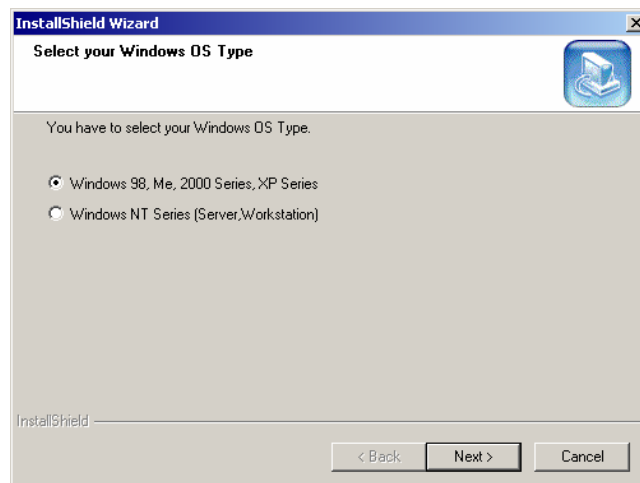 InstallShield Wizard
Select your Windows OS Type
You have to select your Windows OS Type.
Windows 98, Me, 2000 Series, XP Series
Windows NT Series (Server,Workstation)
InstallShield
< Back Next > Cancel